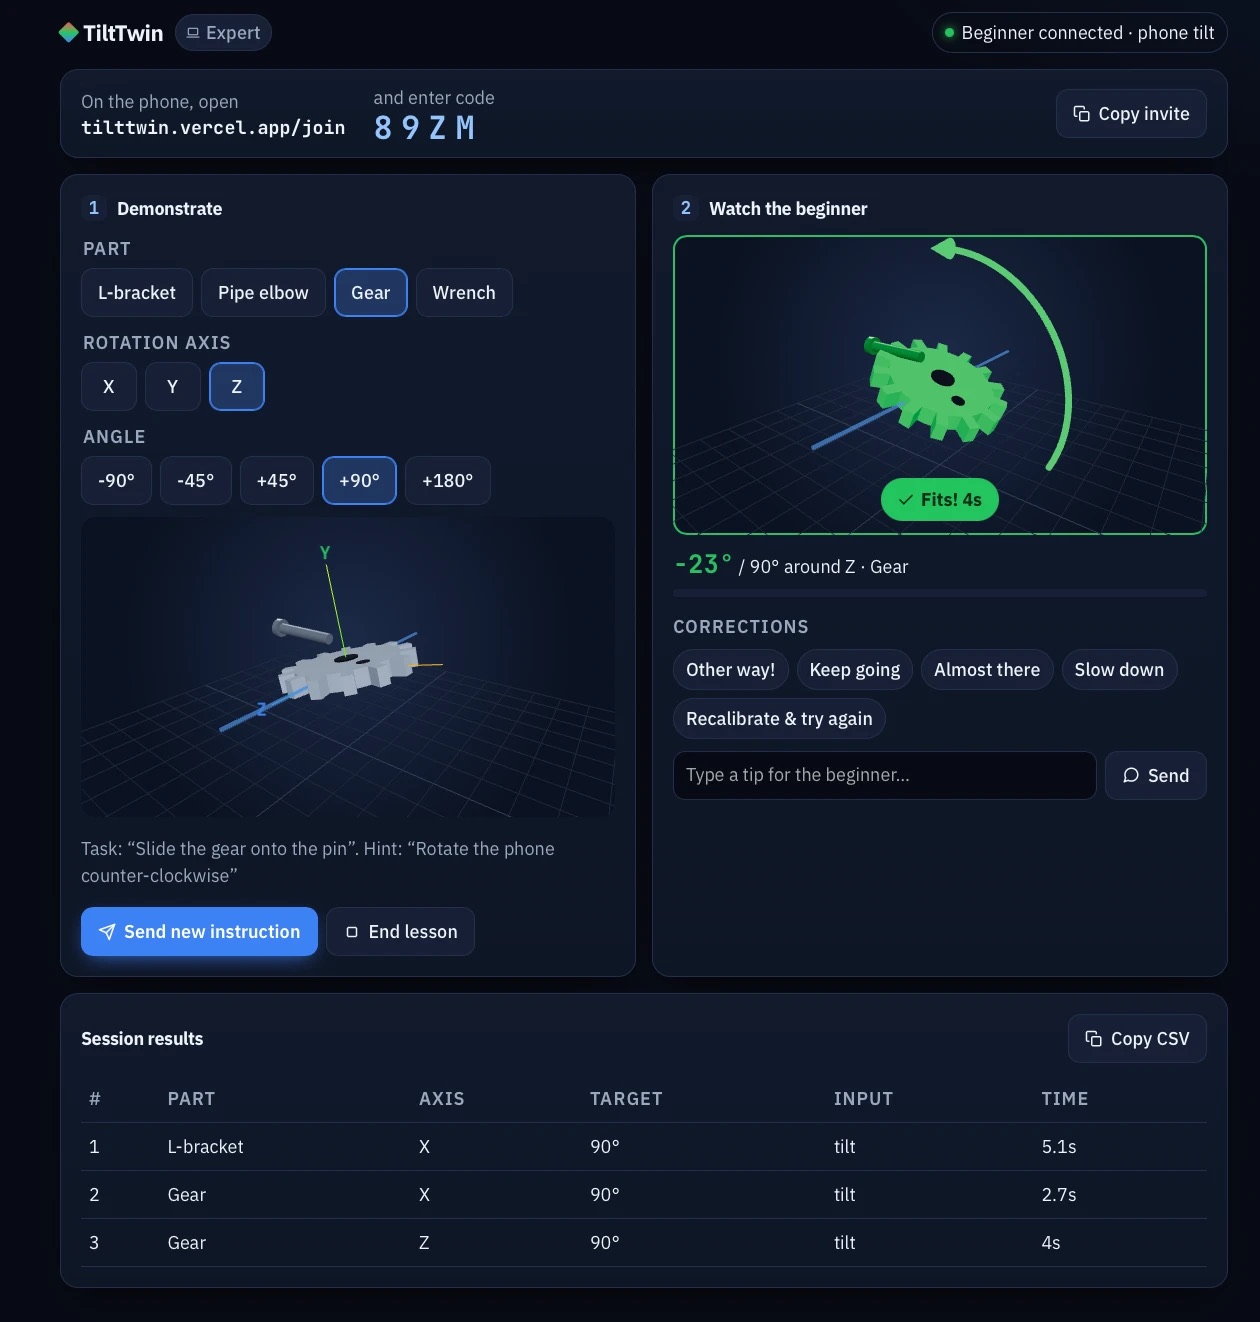 TiltTwin Expert Beginner connected · phone tilt
On the phone, open
tilttwin.vercel.app/join
and enter code
89ZM
Copy invite
1 Demonstrate
PART
L-bracket Pipe elbow Gear Wrench
ROTATION AXIS
X Y Z
ANGLE
-90° -45° +45° +90° +180°
Y
Z
Task: “Slide the gear onto the pin”. Hint: “Rotate the phone
counter-clockwise”
Send new instruction End lesson
2 Watch the beginner
Fits! 4s
-23° / 90° around Z · Gear
CORRECTIONS
Other way! Keep going Almost there Slow down
Recalibrate & try again
Type a tip for the beginner... Send
Session results Copy CSV
# PART AXIS TARGET INPUT TIME
1 L-bracket X 90° tilt 5.1s
2 Gear X 90° tilt 2.7s
3 Gear Z 90° tilt 4s